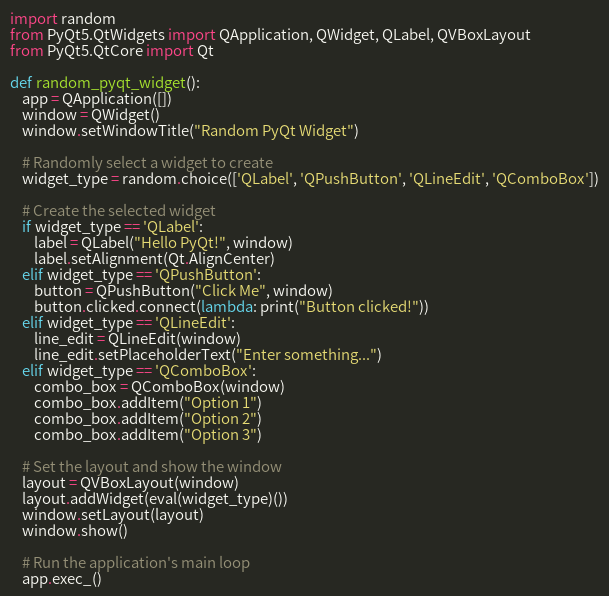 import random
from PyQt5.QtWidgets import QApplication, QWidget, QLabel, QVBoxLayout
from PyQt5.QtCore import Qt

def random_pyqt_widget():
    app = QApplication([])
    window = QWidget()
    window.setWindowTitle("Random PyQt Widget")

    # Randomly select a widget to create
    widget_type = random.choice(['QLabel', 'QPushButton', 'QLineEdit', 'QComboBox'])

    # Create the selected widget
    if widget_type == 'QLabel':
        label = QLabel("Hello PyQt!", window)
        label.setAlignment(Qt.AlignCenter)
    elif widget_type == 'QPushButton':
        button = QPushButton("Click Me", window)
        button.clicked.connect(lambda: print("Button clicked!"))
    elif widget_type == 'QLineEdit':
        line_edit = QLineEdit(window)
        line_edit.setPlaceholderText("Enter something...")
    elif widget_type == 'QComboBox':
        combo_box = QComboBox(window)
        combo_box.addItem("Option 1")
        combo_box.addItem("Option 2")
        combo_box.addItem("Option 3")

    # Set the layout and show the window
    layout = QVBoxLayout(window)
    layout.addWidget(eval(widget_type)())
    window.setLayout(layout)
    window.show()

    # Run the application's main loop
    app.exec_()